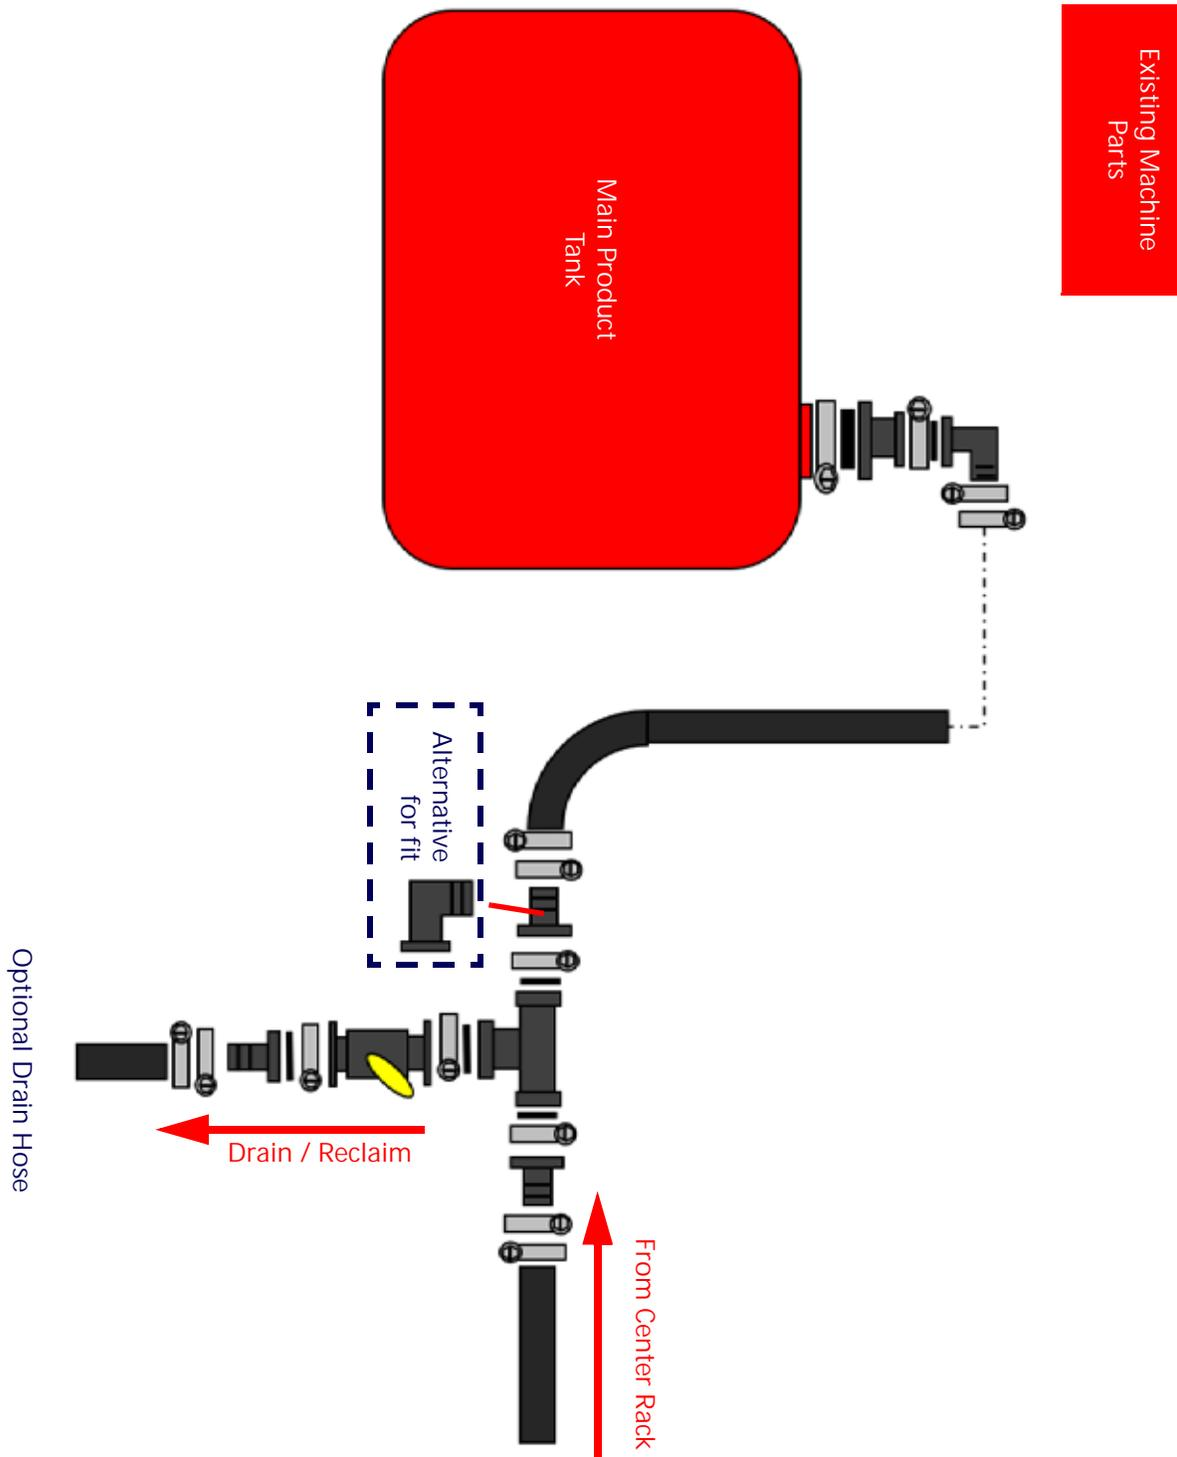 Existing Machine
Parts
Main Product
Tank
Alternative
for fit
Optional Drain Hose
Drain / Reclaim
From Center Rack